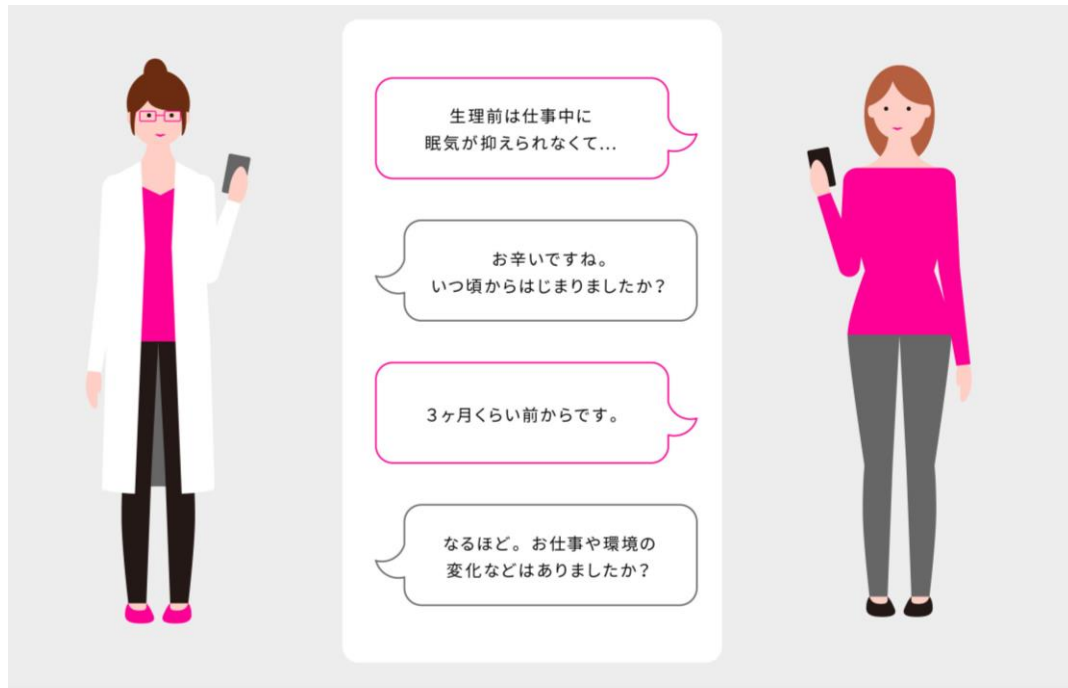 生理前は仕事中に
眠気が抑えられなくて...
お辛いですね。
いつ頃からはじまりましたか？
３ヶ月くらい前からです。
なるほど。お仕事や環境の
変化などはありましたか？